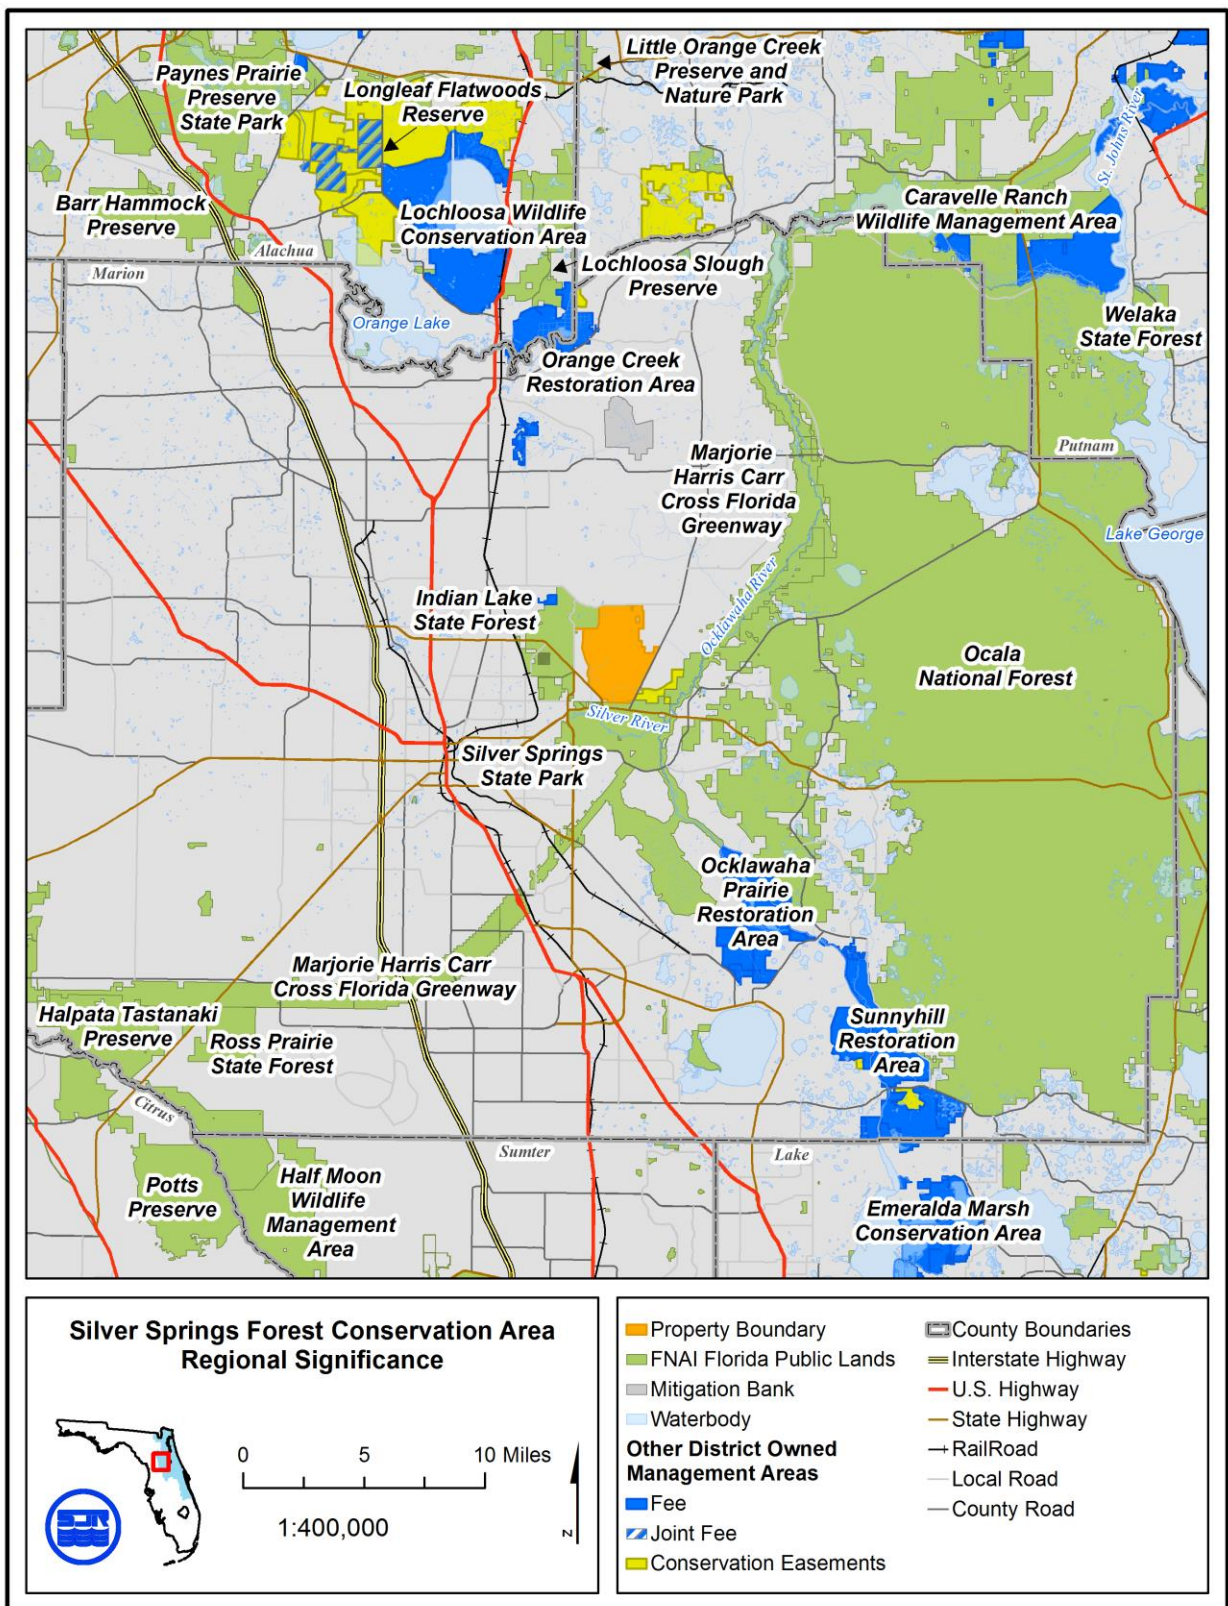 Little Orange Creek
Preserve and
Nature Park
Paynes Prairie
Preserve
State Park
Longleaf Flatwoods
Reserve
St. Johns River
Barr Hammock
Preserve
Lochloosa Wildlife
Conservation Area
Caravelle Ranch
Wildlife Management Area
Alachua
Marion
Lochloosa Slough
Preserve
Orange Lake
Welaka
State Forest
Orange Creek
Restoration Area
Marjorie
Harris Carr
Cross Florida
Greenway
Putnam
Lake George
Indian Lake
State Forest
Ocklawaha River
Ocala
National Forest
Silver River
Silver Springs
State Park
Ocklawaha
Prairie
Restoration
Area
Marjorie Harris Carr
Cross Florida Greenway
Halpata Tastanaki
Preserve
Ross Prairie
State Forest
Sunnyhill
Restoration
Area
Citrus
Sumter
Lake
Potts
Preserve
Half Moon
Wildlife
Management
Area
Emeralda Marsh
Conservation Area
Silver Springs Forest Conservation Area
Regional Significance
0 5 10 Miles
1:400,000
SJR
Z
Property Boundary
FNAI Florida Public Lands
Mitigation Bank
Waterbody
Other District Owned
Management Areas
Fee
Joint Fee
Conservation Easements
County Boundaries
Interstate Highway
U.S. Highway
State Highway
RailRoad
Local Road
County Road